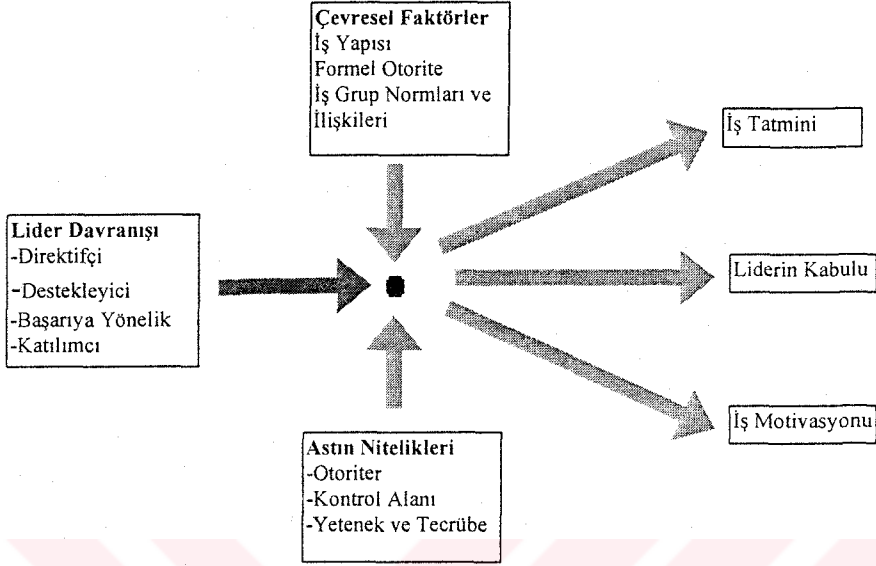 Çevresel Faktörler
İş Yapısı
Formel Otorite
İş Grup Normları ve
İlişkileri
Lider Davranışı
-Direktifçi
-Destekleyici
-Başarıya Yönelik
-Katılımcı
Astın Nitelikleri
-Otoriter
-Kontrol Alanı
-Yetenek ve Tecrübe
İş Tatmini
Liderin Kabulu
İş Motivasyonu